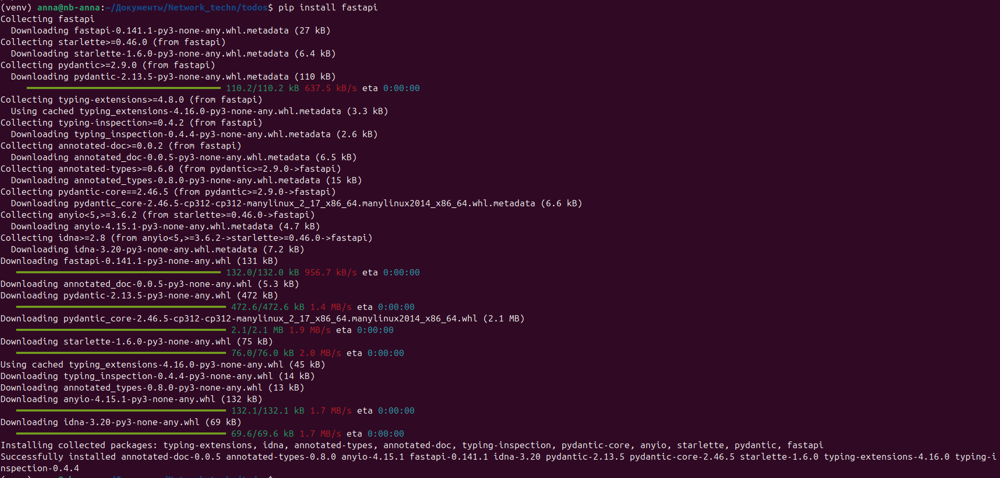 (venv) anna@nb-anna:~/Документы/Network_techn/todos$ pip install fastapi
Collecting fastapi
  Downloading fastapi-0.141.1-py3-none-any.whl.metadata (27 kB)
Collecting starlette>=0.46.0 (from fastapi)
  Downloading starlette-1.6.0-py3-none-any.whl.metadata (6.4 kB)
Collecting pydantic>=2.9.0 (from fastapi)
  Downloading pydantic-2.13.5-py3-none-any.whl.metadata (110 kB)
110.2/110.2 kB 637.5 kB/s eta 0:00:00
Collecting typing-extensions>=4.8.0 (from fastapi)
  Using cached typing_extensions-4.16.0-py3-none-any.whl.metadata (3.3 kB)
Collecting typing-inspection>=0.4.2 (from fastapi)
  Downloading typing_inspection-0.4.4-py3-none-any.whl.metadata (2.6 kB)
Collecting annotated-doc>=0.0.2 (from fastapi)
  Downloading annotated_doc-0.0.5-py3-none-any.whl.metadata (6.5 kB)
Collecting annotated-types>=0.6.0 (from pydantic>=2.9.0->fastapi)
  Downloading annotated_types-0.8.0-py3-none-any.whl.metadata (15 kB)
Collecting pydantic-core==2.46.5 (from pydantic>=2.9.0->fastapi)
  Downloading pydantic_core-2.46.5-cp312-cp312-manylinux_2_17_x86_64.manylinux2014_x86_64.whl.metadata (6.6 kB)
Collecting anyio<5,>=3.6.2 (from starlette>=0.46.0->fastapi)
  Downloading anyio-4.15.1-py3-none-any.whl.metadata (4.7 kB)
Collecting idna>=2.8 (from anyio<5,>=3.6.2->starlette>=0.46.0->fastapi)
  Downloading idna-3.20-py3-none-any.whl.metadata (7.2 kB)
Downloading fastapi-0.141.1-py3-none-any.whl (131 kB)
132.0/132.0 kB 956.7 kB/s eta 0:00:00
Downloading annotated_doc-0.0.5-py3-none-any.whl (5.3 kB)
Downloading pydantic-2.13.5-py3-none-any.whl (472 kB)
472.6/472.6 kB 1.4 MB/s eta 0:00:00
Downloading pydantic_core-2.46.5-cp312-cp312-manylinux_2_17_x86_64.manylinux2014_x86_64.whl (2.1 MB)
2.1/2.1 MB 1.9 MB/s eta 0:00:00
Downloading starlette-1.6.0-py3-none-any.whl (75 kB)
76.0/76.0 kB 2.0 MB/s eta 0:00:00
Using cached typing_extensions-4.16.0-py3-none-any.whl (45 kB)
Downloading typing_inspection-0.4.4-py3-none-any.whl (14 kB)
Downloading annotated_types-0.8.0-py3-none-any.whl (13 kB)
Downloading anyio-4.15.1-py3-none-any.whl (132 kB)
132.1/132.1 kB 1.7 MB/s eta 0:00:00
Downloading idna-3.20-py3-none-any.whl (69 kB)
69.6/69.6 kB 1.7 MB/s eta 0:00:00
Installing collected packages: typing-extensions, idna, annotated-types, annotated-doc, typing-inspection, pydantic-core, anyio, starlette, pydantic, fastapi
Successfully installed annotated-doc-0.0.5 annotated-types-0.8.0 anyio-4.15.1 fastapi-0.141.1 idna-3.20 pydantic-2.13.5 pydantic-core-2.46.5 starlette-1.6.0 typing-extensions-4.16.0 typing-i
nspection-0.4.4